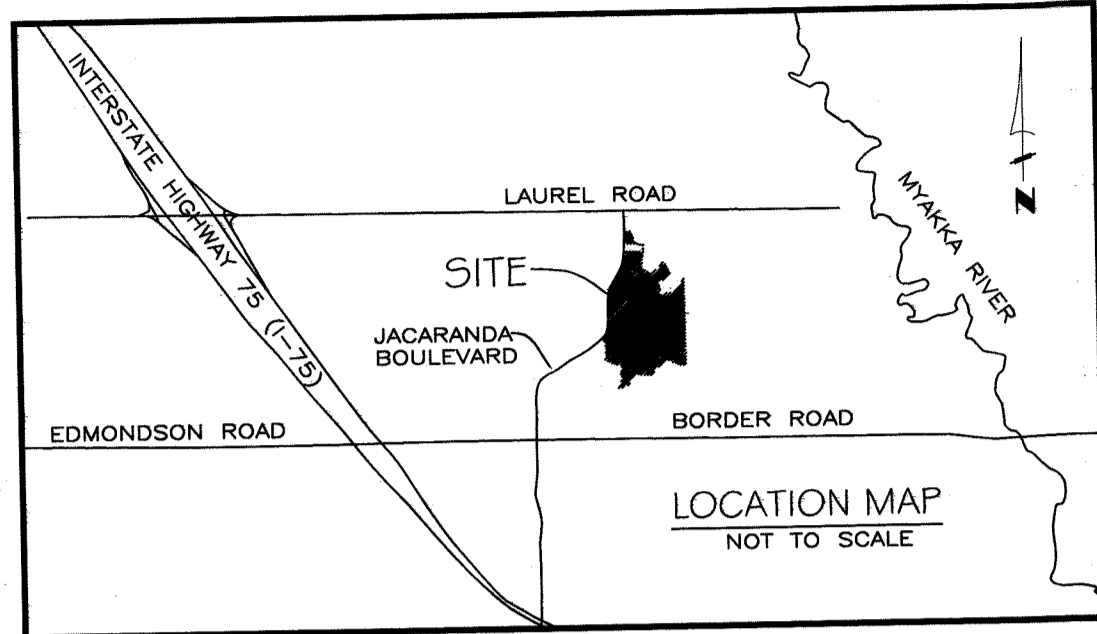 INTERSTATE HIGHWAY 75 (I-75)
LAUREL ROAD
MYAKKA RIVER
N
SITE
JACARANDA
BOULEVARD
EDMONDSON ROAD
BORDER ROAD
LOCATION MAP
NOT TO SCALE